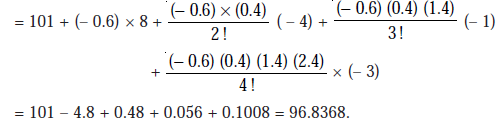 = 101 + (– 0.6) × 8 + (– 0.6) × (0.4) / 2 ! ( – 4) + (– 0.6) (0.4) (1.4) / 3 ! (– 1)
+ (– 0.6) (0.4) (1.4) (2.4) / 4 ! × (– 3)
= 101 – 4.8 + 0.48 + 0.056 + 0.1008 = 96.8368.